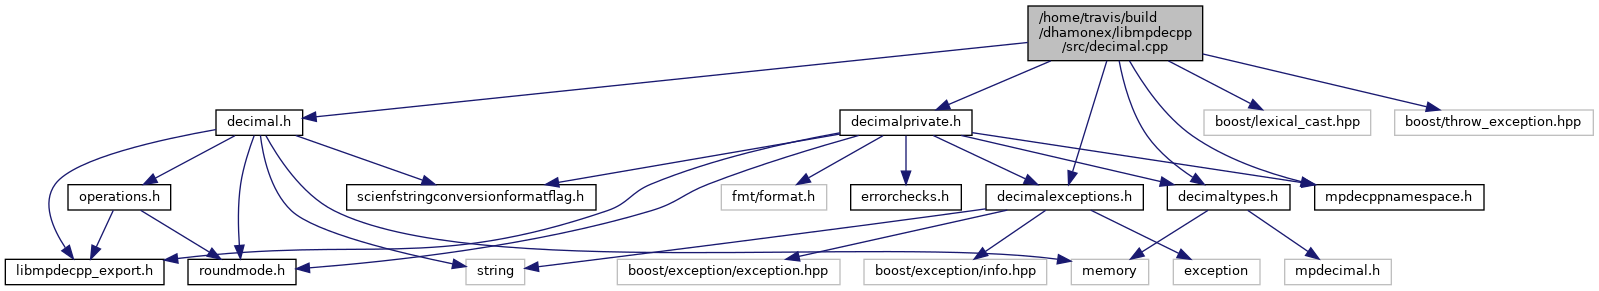 /home/travis/build
/dhamonex/libmpdecpp
/src/decimal.cpp
decimal.h
decimalprivate.h
boost/lexical_cast.hpp
boost/throw_exception.hpp
operations.h
scienfstringconversionformatflag.h
fmt/format.h
errorchecks.h
decimalexceptions.h
decimaltypes.h
mpdecppnamespace.h
libmpdecpp_export.h
roundmode.h
string
boost/exception/exception.hpp
boost/exception/info.hpp
memory
exception
mpdecimal.h